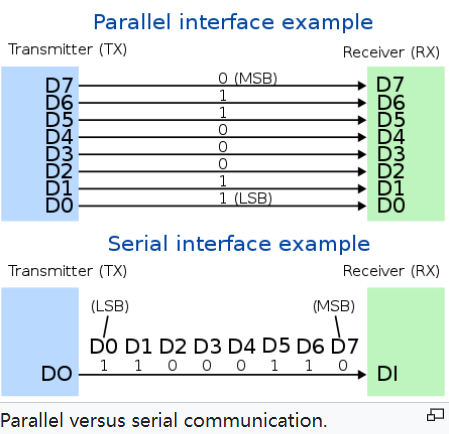 Parallel interface example
Transmitter (TX) Receiver (RX)
D7 0 (MSB) D7
D6 1 D6
D5 1 D5
D4 0 D4
D3 0 D3
D2 0 D2
D1 1 D1
D0 1 (LSB) D0
Serial interface example
Transmitter (TX) Receiver (RX)
(LSB) (MSB)
D0 D1 D2 D3 D4 D5 D6 D7
DO 1 1 0 0 0 1 1 0 DI
Parallel versus serial communication.